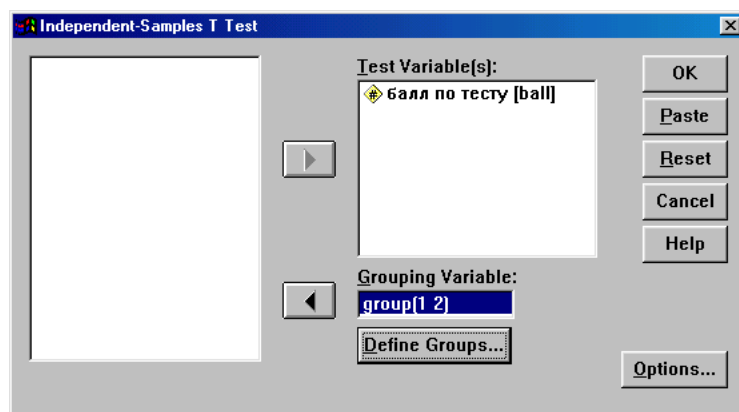 Independent-Samples T Test
Test Variable(s):
балл по тесту [ball]
OK
Paste
Reset
Cancel
Help
Grouping Variable:
group(1 2)
Define Groups...
Options...